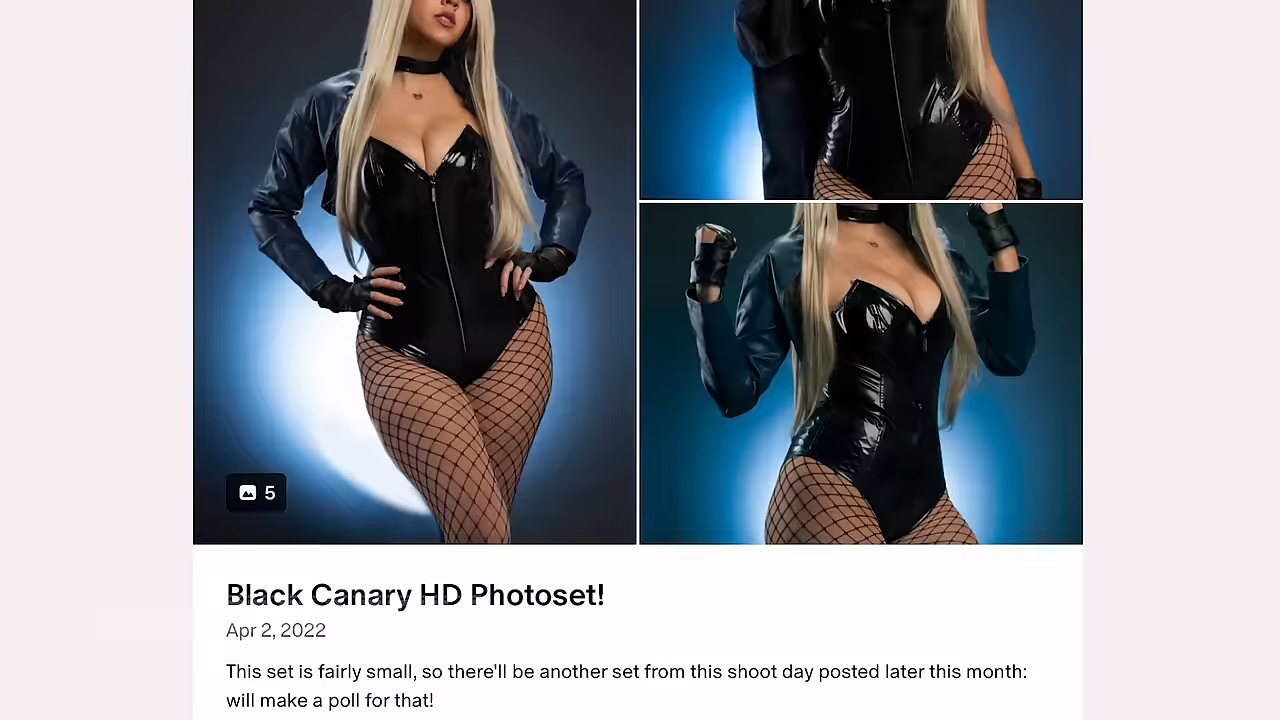 5
Black Canary HD Photoset!
Apr 2, 2022
This set is fairly small, so there'll be another set from this shoot day posted later this month:
will make a poll for that!